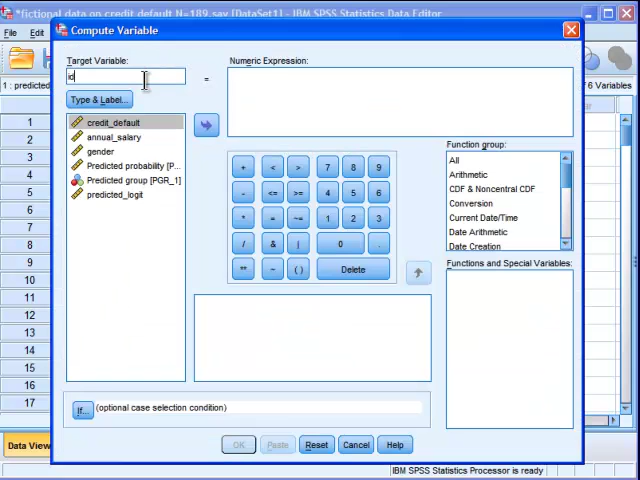 *fictional data on credit default N=189.sav [DataSet1] - IBM SPSS Statistics Data Editor
File
Compute Variable
1 : predicted
of 6 Variables
Target Variable:
Numeric Expression:
id
=
Type & Label...
credit_default
annual_salary
gender
Predicted probability [P...
Predicted group [PGR_1]
predicted_logit
+ < > 7 8 9
- <= >= 4 5 6
* = ~= 1 2 3
/ & | 0 .
** ~ ( ) Delete
Function group:
All
Arithmetic
CDF & Noncentral CDF
Conversion
Current Date/Time
Date Arithmetic
Date Creation
Functions and Special Variables:
If... (optional case selection condition)
OK Paste Reset Cancel Help
1
2
3
4
5
6
7
8
9
10
11
12
13
14
15
16
17
Data View
IBM SPSS Statistics Processor is ready